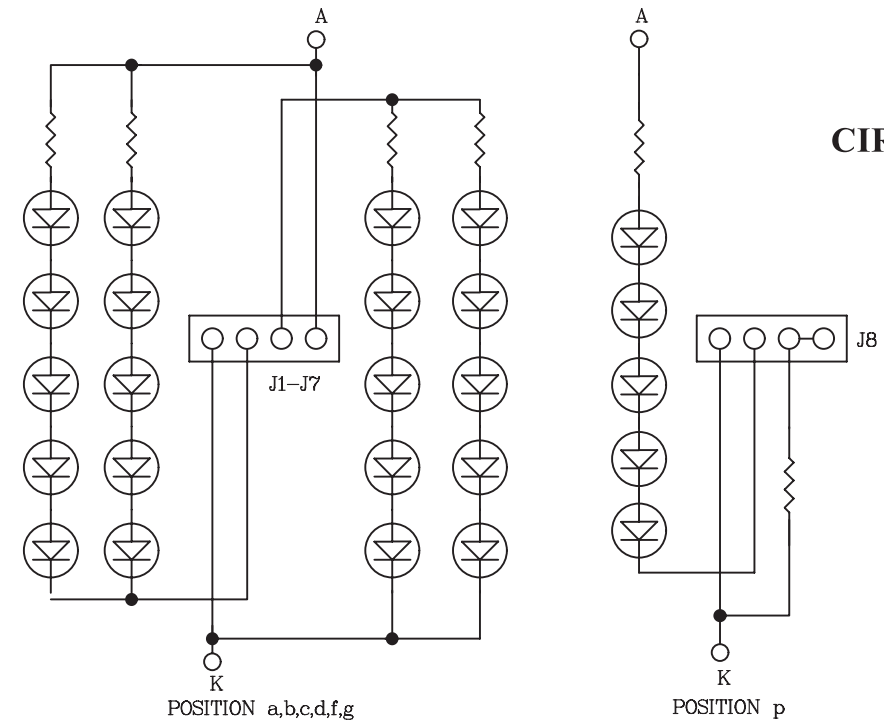 A
A
CIR
J8
J1-J7
K
K
POSITION a,b,c,d,f,g
POSITION p